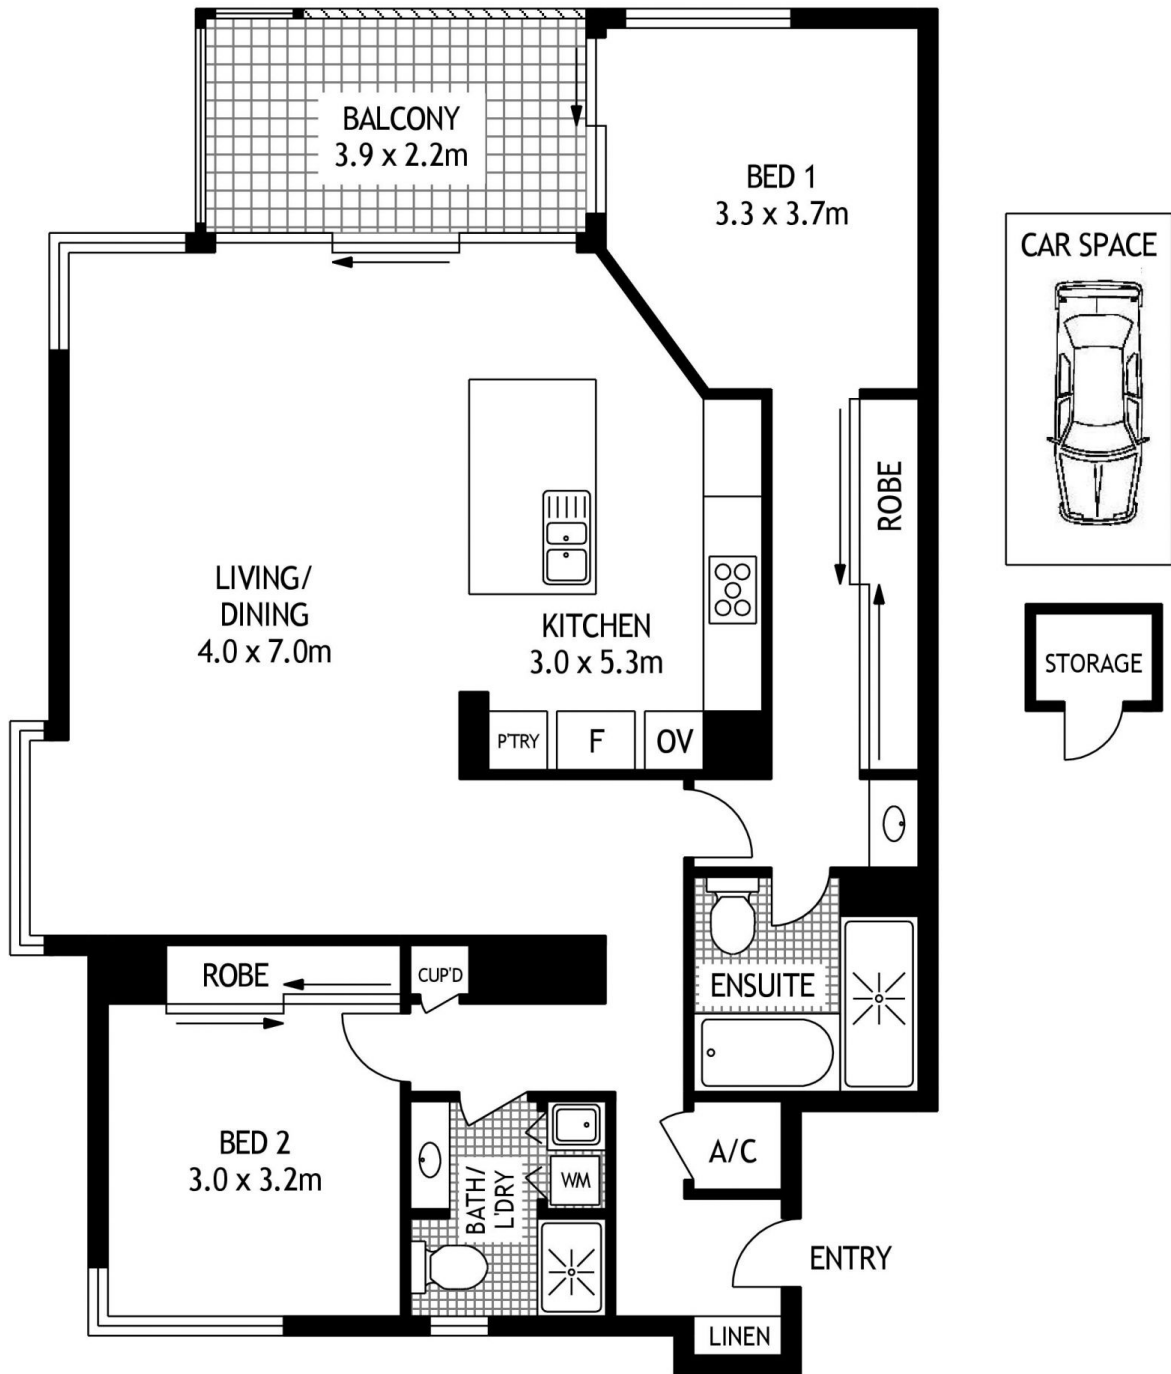 BALCONY
3.9 x 2.2m
BED 1
3.3 x 3.7m
CAR SPACE
ROBE
LIVING/
DINING
4.0 x 7.0m
KITCHEN
3.0 x 5.3m
STORAGE
P'TRY
F
OV
ROBE
CUP'D
ENSUITE
BED 2
3.0 x 3.2m
BATH/
L'DRY
WM
A/C
ENTRY
LINEN